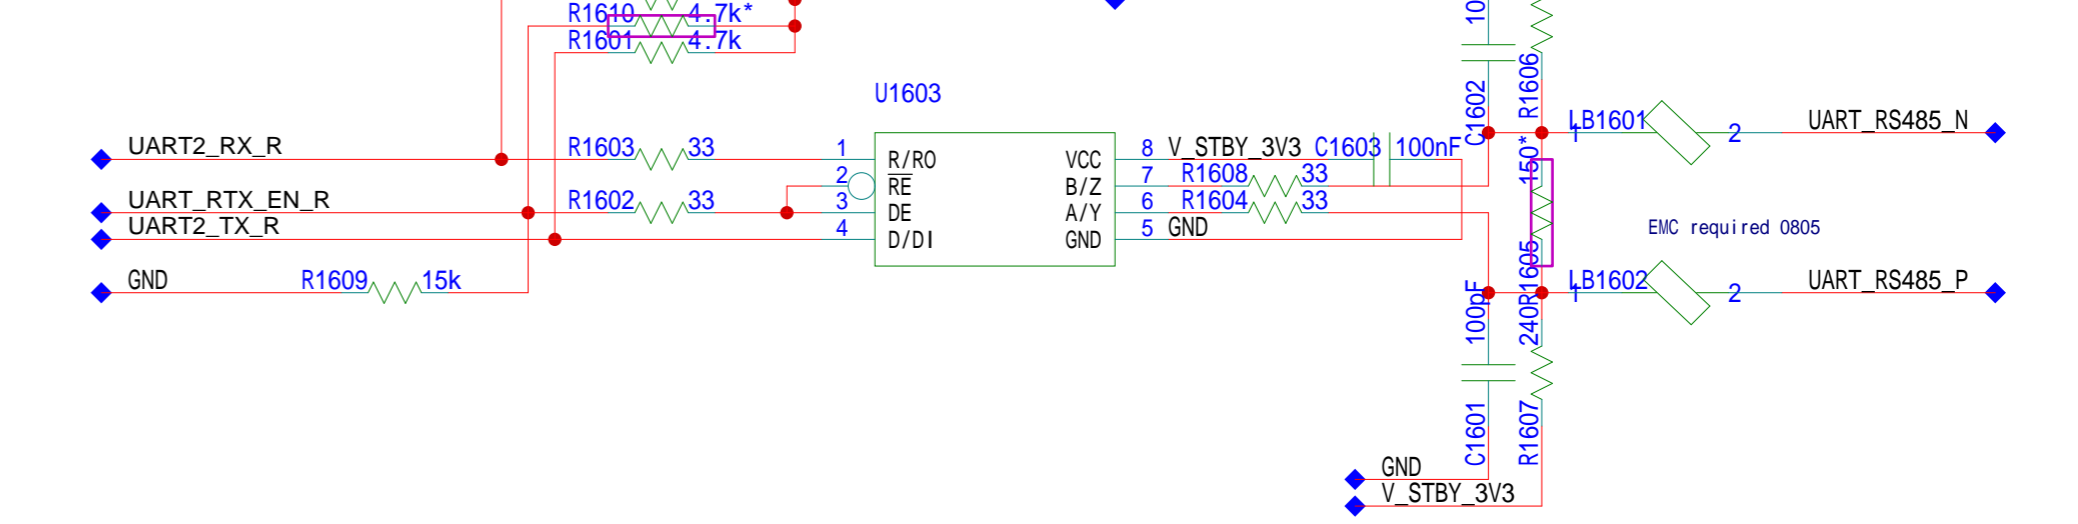 R1610 4.7k*
R1601 4.7k
U1603
10
C1602
R1606
UART2_RX_R
R1603 33
1 R/RO
2 RE
UART_RTX_EN_R
R1602 33
3 DE
UART2_TX_R
4 D/DI
GND
R1609 15k
VCC 8 V_STBY_3V3
C1603 100nF
B/Z 7 R1608 33
A/Y 6 R1604 33
GND 5 GND
LB1601
1 2 UART_RS485_N
150*
R1605
EMC required 0805
LB1602
1 2 UART_RS485_P
100pF
C1601
240
R1607
GND
V_STBY_3V3